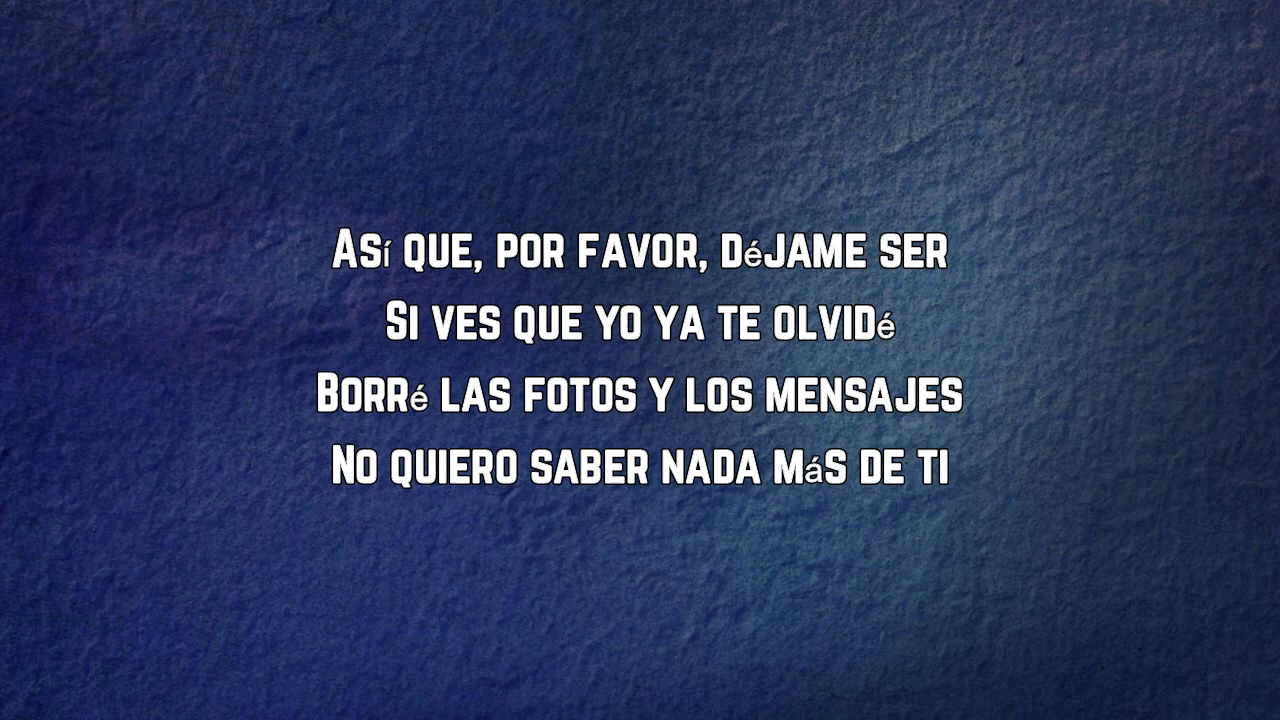 Así que, por favor, déjame ser
Si ves que yo ya te olvidé
Borré las fotos y los mensajes
No quiero saber nada más de ti